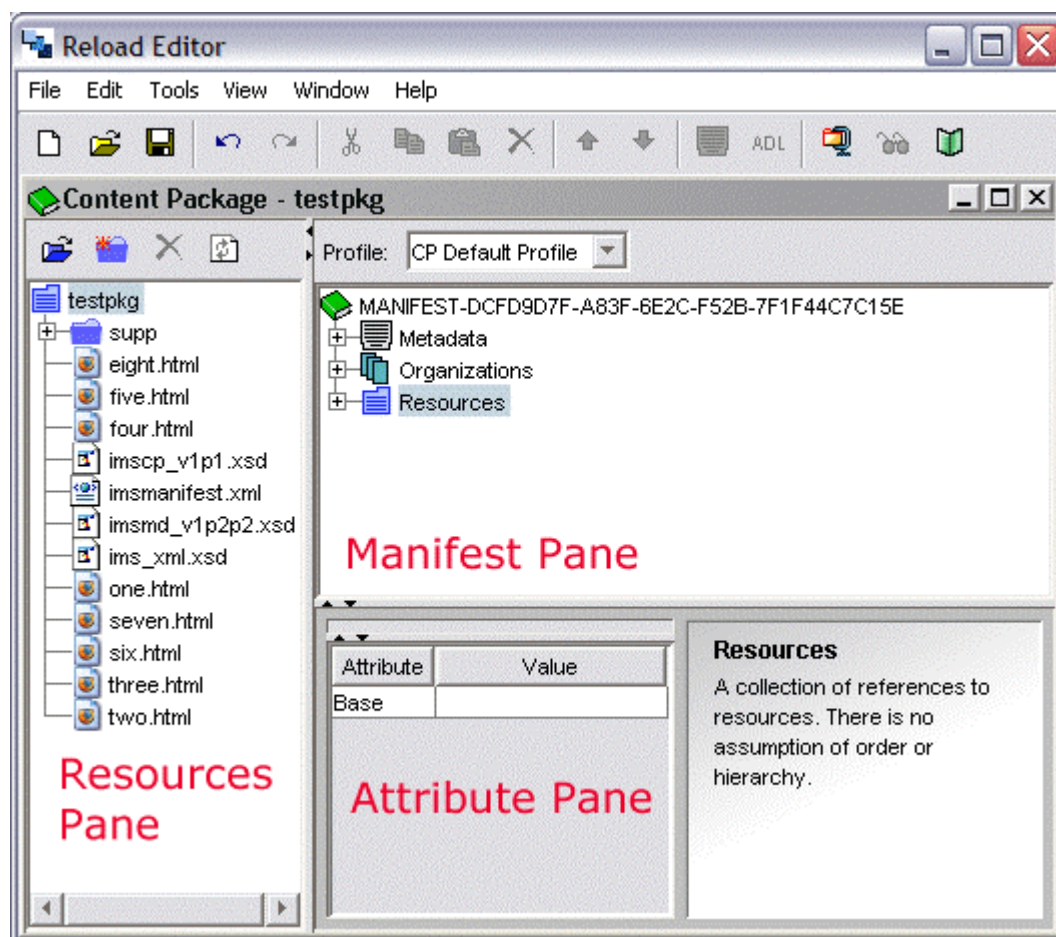 Reload Editor
File Edit Tools View Window Help
ADL
Content Package - testpkg
Profile: CP Default Profile
testpkg
supp
eight.html
five.html
four.html
imscp_v1p1.xsd
imsmanifest.xml
imsmd_v1p2p2.xsd
ims_xml.xsd
one.html
seven.html
six.html
three.html
two.html
Resources
Pane
MANIFEST-DCFD9D7F-A83F-6E2C-F52B-7F1F44C7C15E
Metadata
Organizations
Resources
Manifest Pane
Attribute Value
Base
Attribute Pane
Resources
A collection of references to
resources. There is no
assumption of order or
hierarchy.